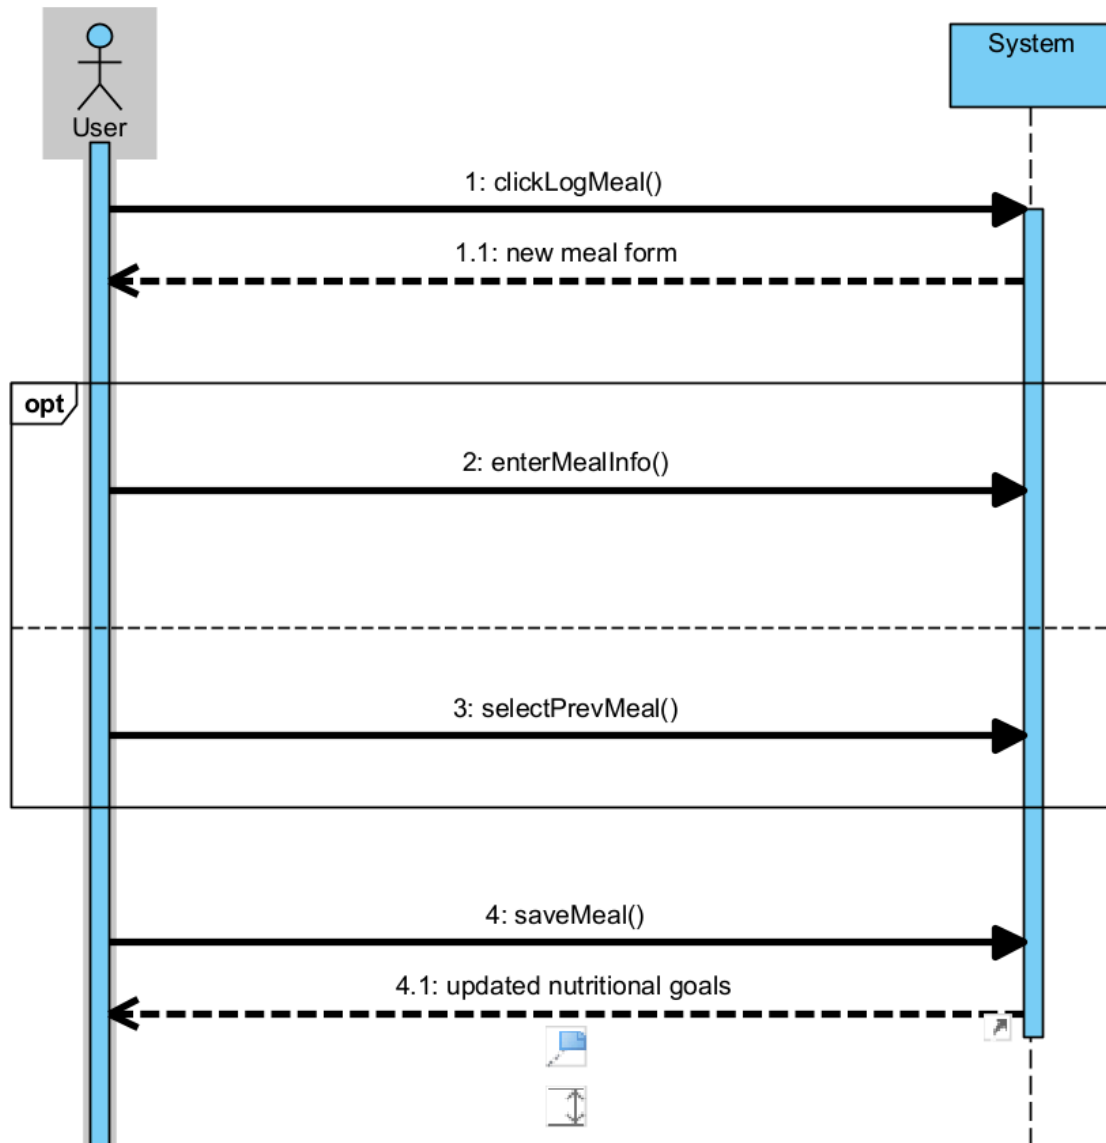 User
System
1: clickLogMeal()
1.1: new meal form
opt
2: enterMealInfo()
3: selectPrevMeal()
4: saveMeal()
4.1: updated nutritional goals